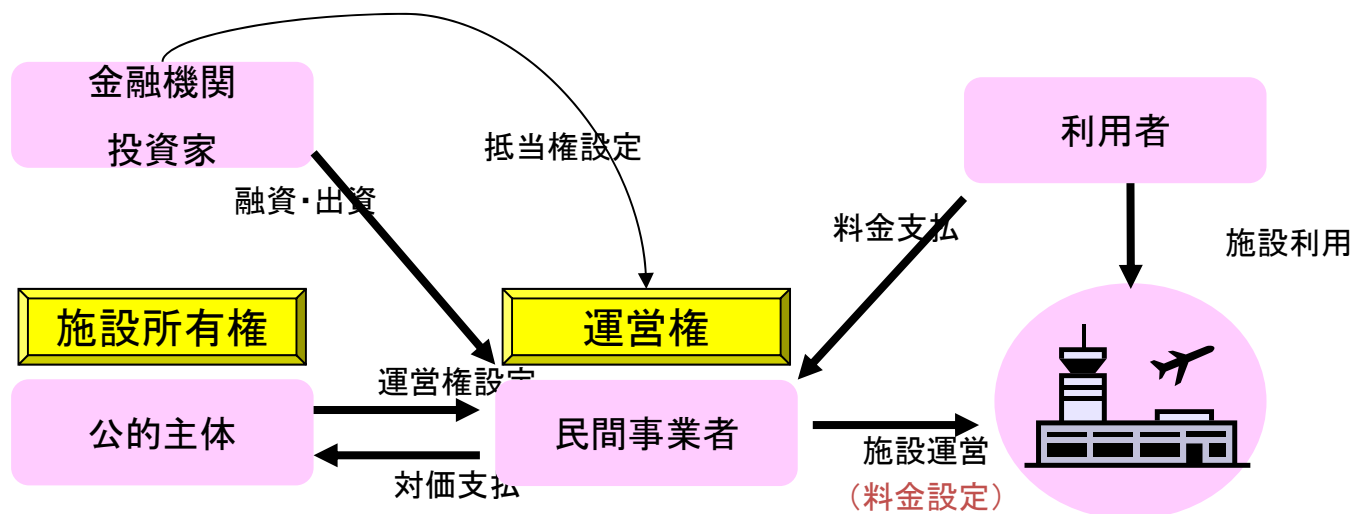 金融機関
投資家
抵当権設定
利用者
融資・出資
料金支払
施設利用
施設所有権
運営権
運営権設定
公的主体
民間事業者
対価支払
施設運営
（料金設定）